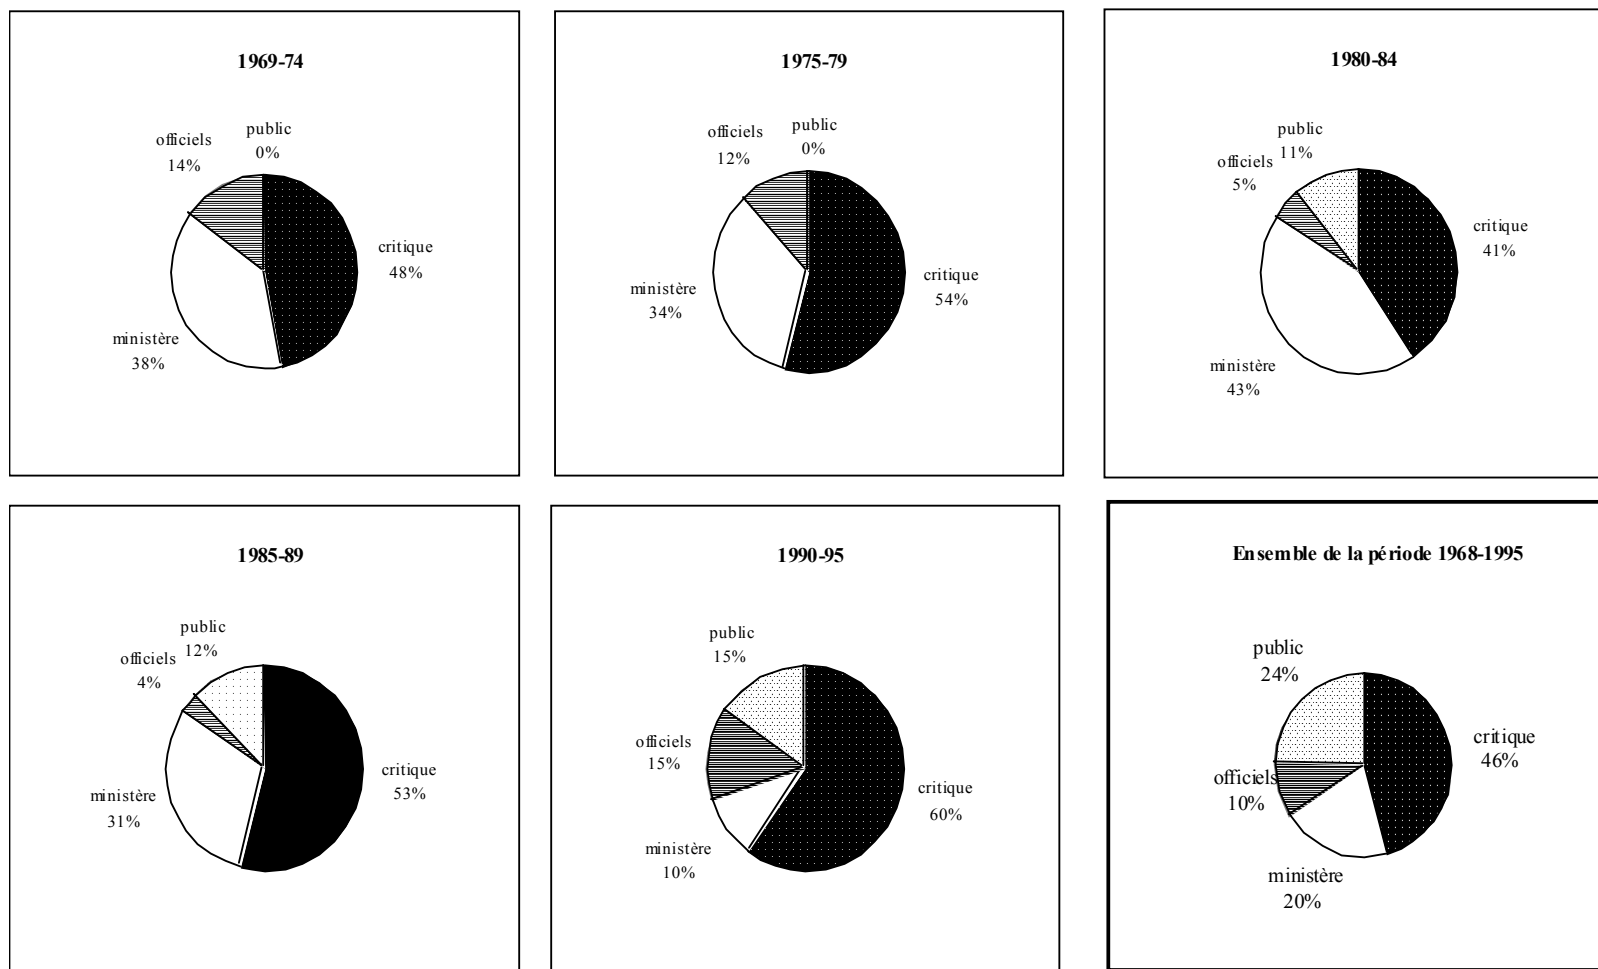 1969-74
public
0%
officiels
14%
critique
48%
ministère
38%
1975-79
public
0%
officiels
12%
critique
54%
ministère
34%
1980-84
public
11%
officiels
5%
critique
41%
ministère
43%
1985-89
public
12%
officiels
4%
critique
53%
ministère
31%
1990-95
public
15%
officiels
15%
critique
60%
ministère
10%
Ensemble de la période 1968-1995
public
24%
critique
46%
officiels
10%
ministère
20%